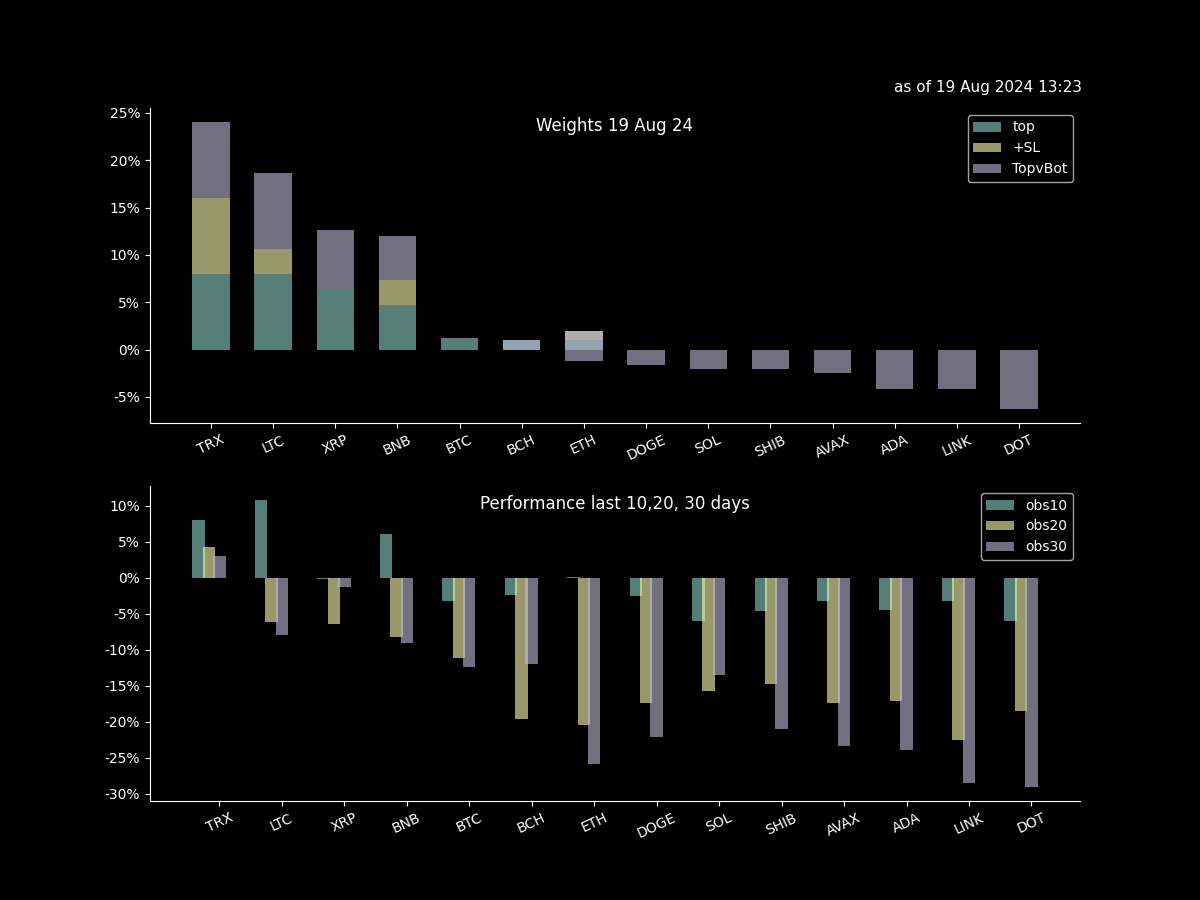 as of 19 Aug 2024 13:23
Weights 19 Aug 24
top
+SL
TopvBot
25%
20%
15%
10%
5%
0%
-5%
TRX LTC XRP BNB BTC BCH ETH DOGE SOL SHIB AVAX ADA LINK DOT
Performance last 10,20, 30 days
obs10
obs20
obs30
10%
5%
0%
-5%
-10%
-15%
-20%
-25%
-30%
TRX LTC XRP BNB BTC BCH ETH DOGE SOL SHIB AVAX ADA LINK DOT